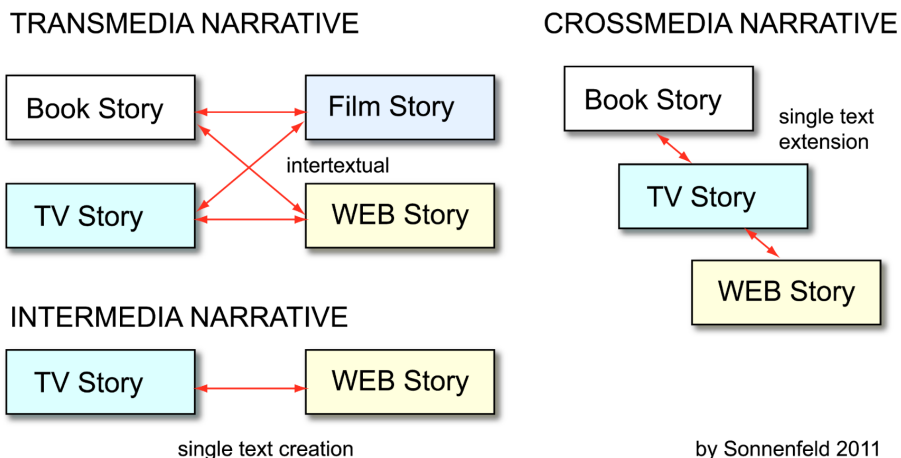 TRANSMEDIA NARRATIVE
Book Story
Film Story
intertextual
TV Story
WEB Story
CROSSMEDIA NARRATIVE
Book Story
single text
extension
TV Story
WEB Story
INTERMEDIA NARRATIVE
TV Story
WEB Story
single text creation
by Sonnenfeld 2011